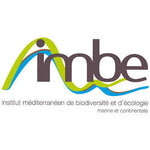 imbe
institut méditerranéen de biodiversité et d'écologie
marine et continentale